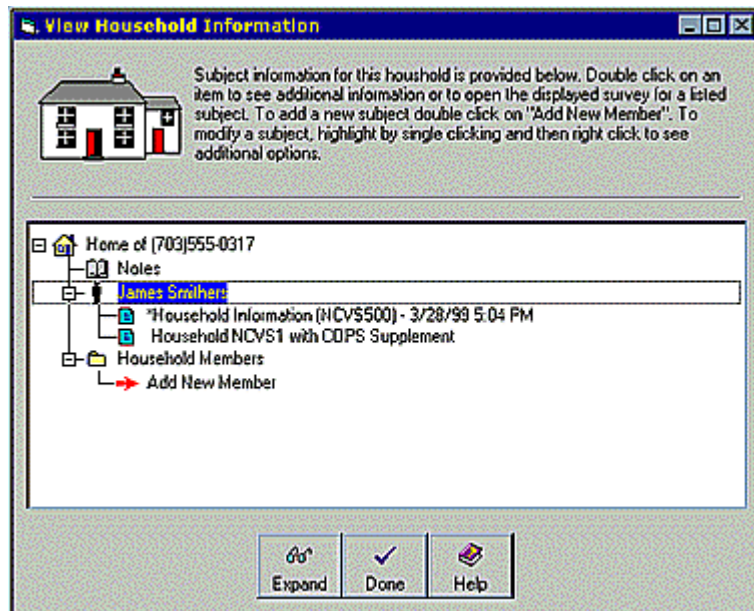 View Household Information
Subject information for this houshold is provided below. Double click on an
item to see additional information or to open the displayed survey for a listed
subject. To add a new subject double click on "Add New Member". To
modify a subject, highlight by single clicking and then right click to see
additional options.
Home of (703)555-0317
Notes
James Smithers
*Household Information (NCVS500) - 3/28/99 5:04 PM
Household NCVS1 with COPS Supplement
Household Members
Add New Member
Expand
Done
Help